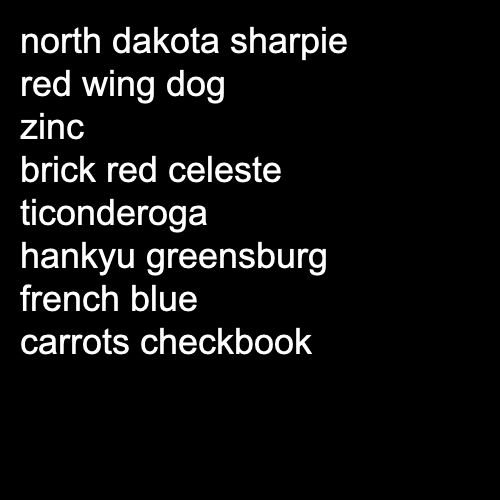 north dakota sharpie
red wing dog
zinc
brick red celeste
ticonderoga
hankyu greensburg
french blue
carrots checkbook